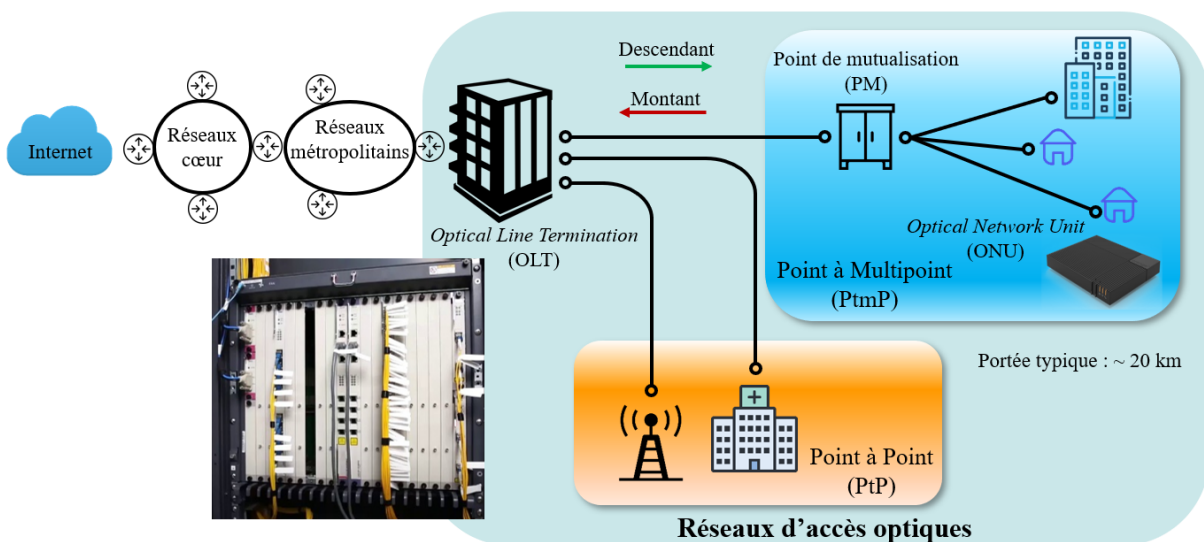 Internet
Réseaux
cœur
Réseaux
métropolitains
Descendant
Montant
Optical Line Termination
(OLT)
Point de mutualisation
(PM)
Optical Network Unit
(ONU)
Point à Multipoint
(PtmP)
Portée typique : ~ 20 km
Point à Point
(PtP)
Réseaux d’accès optiques